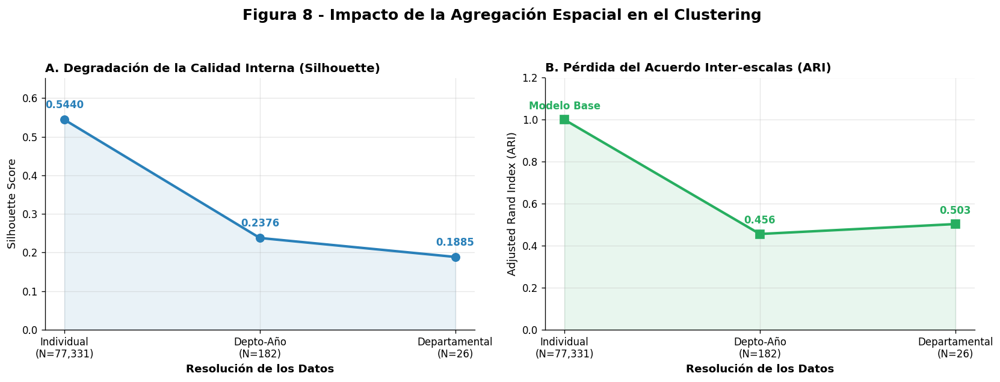 Figura 8 - Impacto de la Agregación Espacial en el Clustering
A. Degradación de la Calidad Interna (Silhouette)
Silhouette Score
0.6
0.5
0.4
0.3
0.2
0.1
0.0
0.5440
0.2376
0.1885
Individual
(N=77,331)
Depto-Año
(N=182)
Departamental
(N=26)
Resolución de los Datos
B. Pérdida del Acuerdo Inter-escalas (ARI)
Adjusted Rand Index (ARI)
1.2
1.0
0.8
0.6
0.4
0.2
0.0
Modelo Base
0.456
0.503
Individual
(N=77,331)
Depto-Año
(N=182)
Departamental
(N=26)
Resolución de los Datos